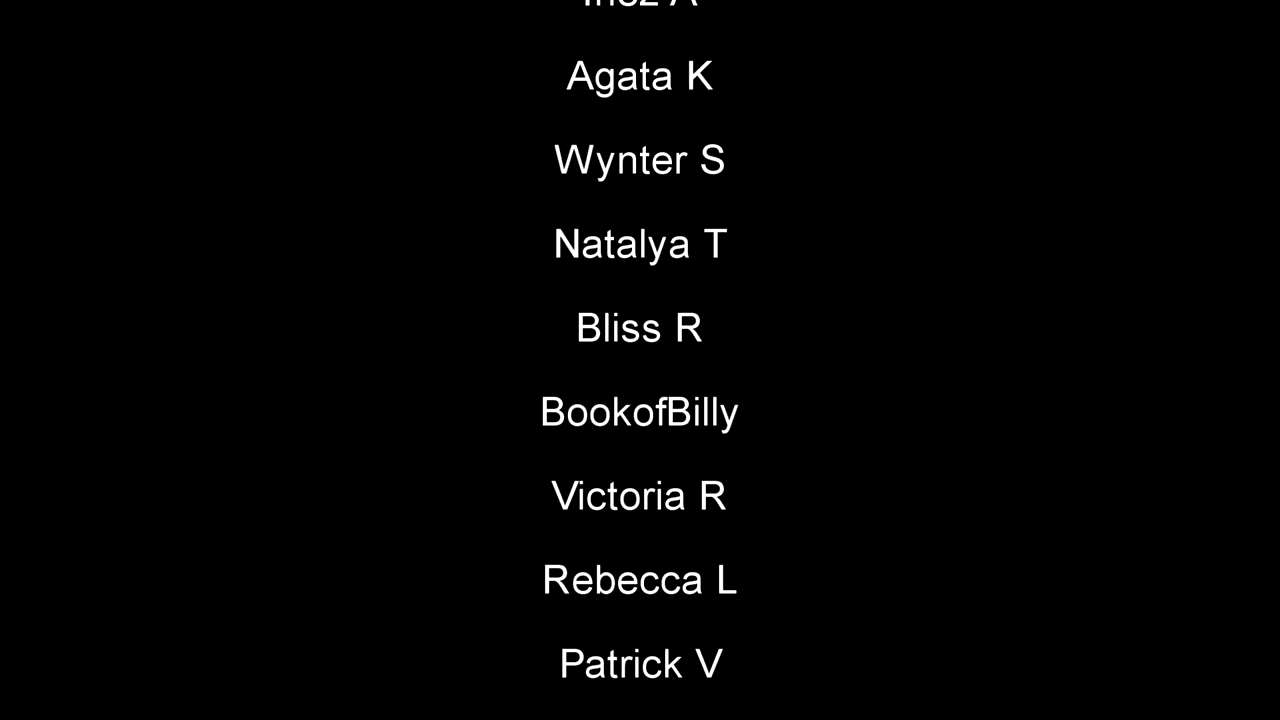 Agata K
Wynter S
Natalya T
Bliss R
BookofBilly
Victoria R
Rebecca L
Patrick V